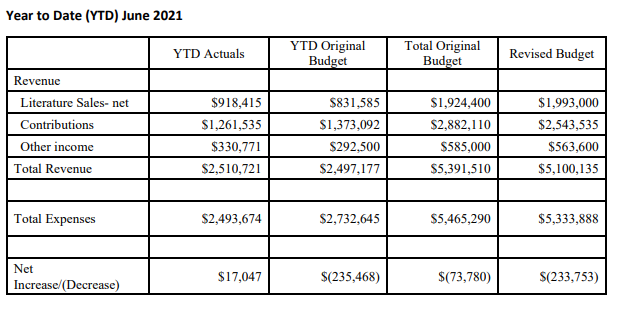 Year to Date (YTD) June 2021
YTD Actuals YTD Original Budget Total Original Budget Revised Budget
Revenue
Literature Sales- net $918,415 $831,585 $1,924,400 $1,993,000
Contributions $1,261,535 $1,373,092 $2,882,110 $2,543,535
Other income $330,771 $292,500 $585,000 $563,600
Total Revenue $2,510,721 $2,497,177 $5,391,510 $5,100,135
Total Expenses $2,493,674 $2,732,645 $5,465,290 $5,333,888
Net Increase/(Decrease) $17,047 $(235,468) $(73,780) $(233,753)